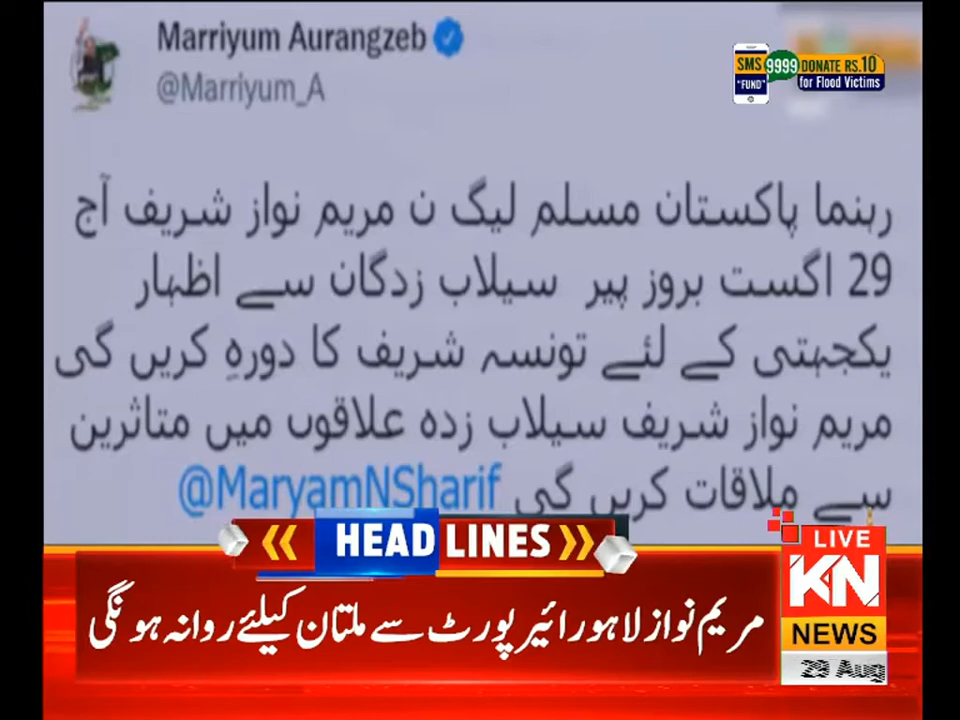 Marriyum Aurangzeb
@Marriyum_A
SMS "FUND" 9999 DONATE RS.10 for Flood Victims
رہنما پاکستان مسلم لیگ ن مریم نواز شریف آج
29 اگست بروز پیر سیلاب زدگان سے اظہار
یکجہتی کے لئے تونسہ شریف کا دورہِ کریں گی
مریم نواز شریف سیلاب زدہ علاقوں میں متاثرین
سے ملاقات کریں گی @MaryamNSharif
HEAD LINES
مریم نواز لاہور ائیرپورٹ سے ملتان کیلئے روانہ ہونگی
LIVE
KN
NEWS
29 Aug